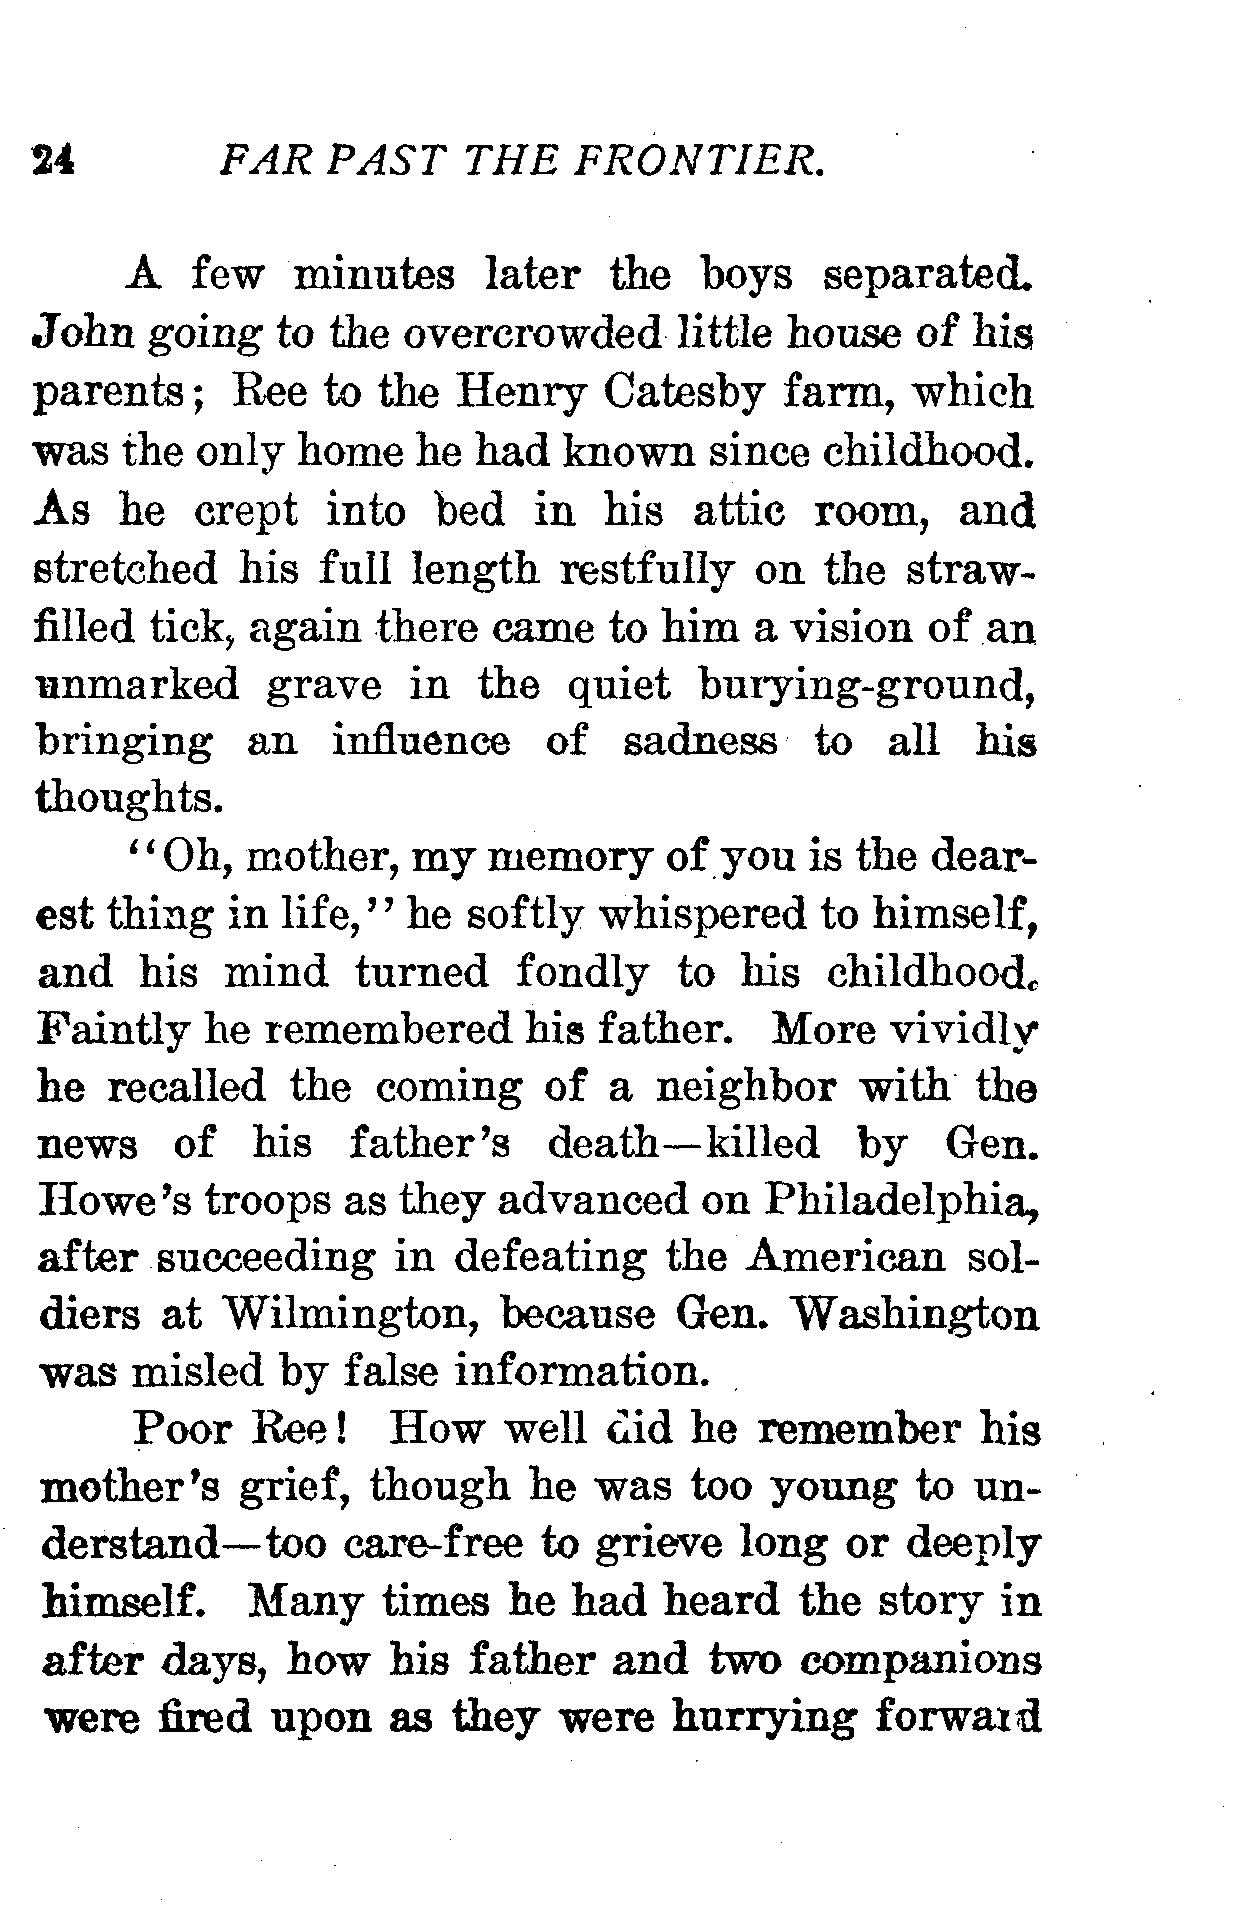 24 FAR PAST THE FRONTIER.
A few minutes later the boys separated.
John going to the overcrowded little house of his
parents; Ree to the Henry Catesby farm, which
was the only home he had known since childhood.
As he crept into bed in his attic room, and
stretched his full length restfully on the straw-
filled tick, again there came to him a vision of an
unmarked grave in the quiet burying-ground,
bringing an influence of sadness to all his
thoughts.
"Oh, mother, my memory of you is the dear-
est thing in life," he softly whispered to himself,
and his mind turned fondly to his childhood.
Faintly he remembered his father. More vividly
he recalled the coming of a neighbor with the
news of his father's death—killed by Gen.
Howe's troops as they advanced on Philadelphia,
after succeeding in defeating the American sol-
diers at Wilmington, because Gen. Washington
was misled by false information.
Poor Ree! How well did he remember his
mother's grief, though he was too young to un-
derstand—too care-free to grieve long or deeply
himself. Many times he had heard the story in
after days, how his father and two companions
were fired upon as they were hurrying forward